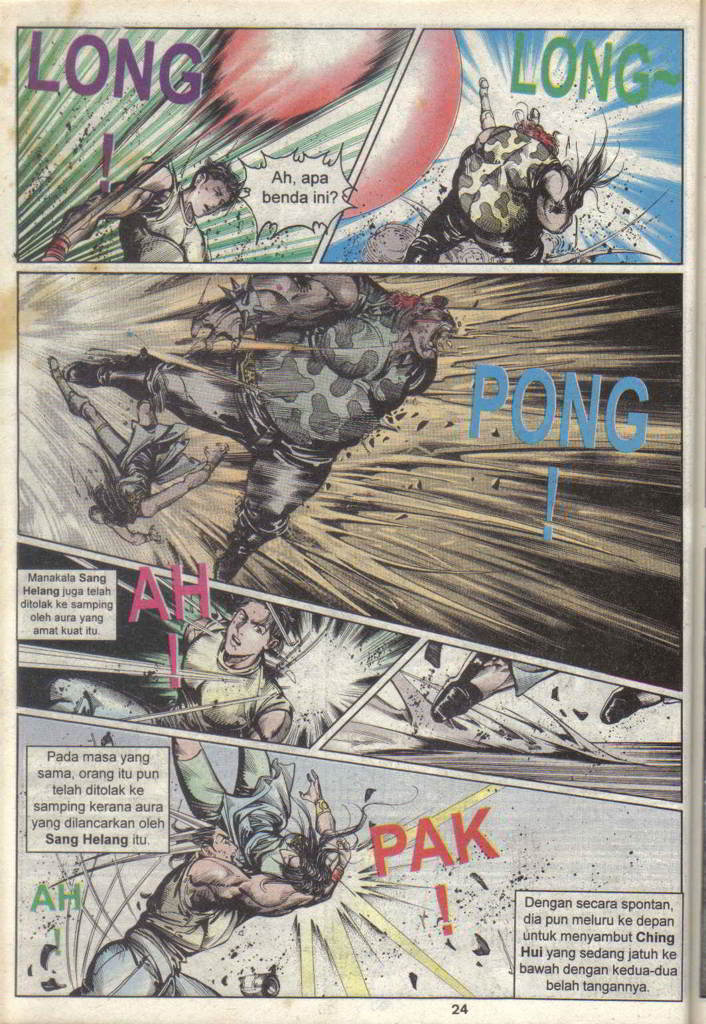 LONG
!
Ah, apa
benda ini?
LONG~
PONG
!
Manakala Sang
Helang juga telah
ditolak ke samping
oleh aura yang
amat kuat itu.
AH
!
Pada masa yang
sama, orang itu pun
telah ditolak ke
samping kerana aura
yang dilancarkan oleh
Sang Helang itu.
AH
!
PAK
!
Dengan secara spontan,
dia pun meluru ke depan
untuk menyambut Ching
Hui yang sedang jatuh ke
bawah dengan kedua-dua
belah tangannya.
24